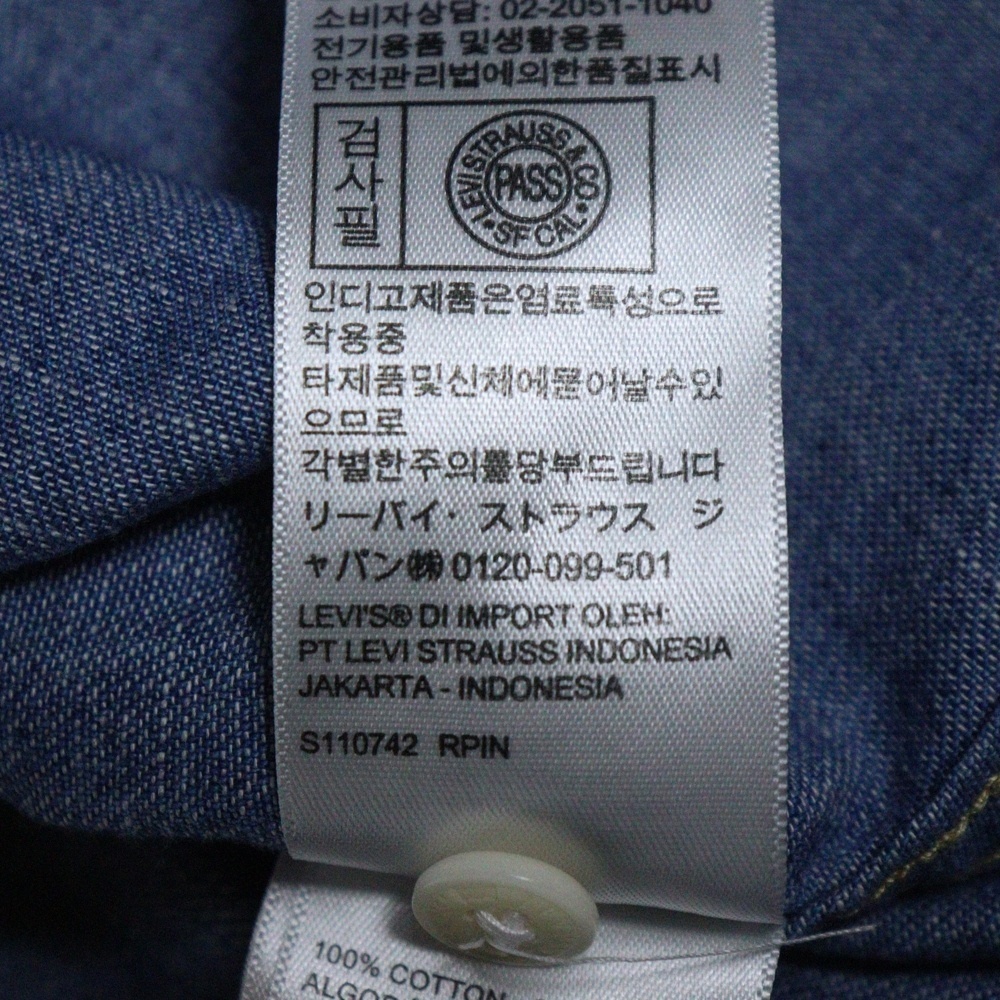 소비자상담: 02-2051-1040
전기용품 및생활용품
안전관리법에의한품질표시
검사필
LEVI STRAUSS & CO.
PASS
SF CAL
인디고제품은염료특성으로
착용중
타제품및신체에묻어날수있
으므로
각별한주의를당부드립니다
リーバイ・ストラウス ジ
ャパン㈱ 0120-099-501
LEVI'S® DI IMPORT OLEH:
PT LEVI STRAUSS INDONESIA
JAKARTA - INDONESIA
S110742 RPIN
100% COTTON